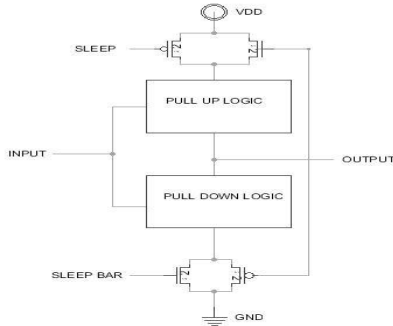 VDD
SLEEP
PULL UP LOGIC
INPUT
OUTPUT
PULL DOWN LOGIC
SLEEP BAR
GND